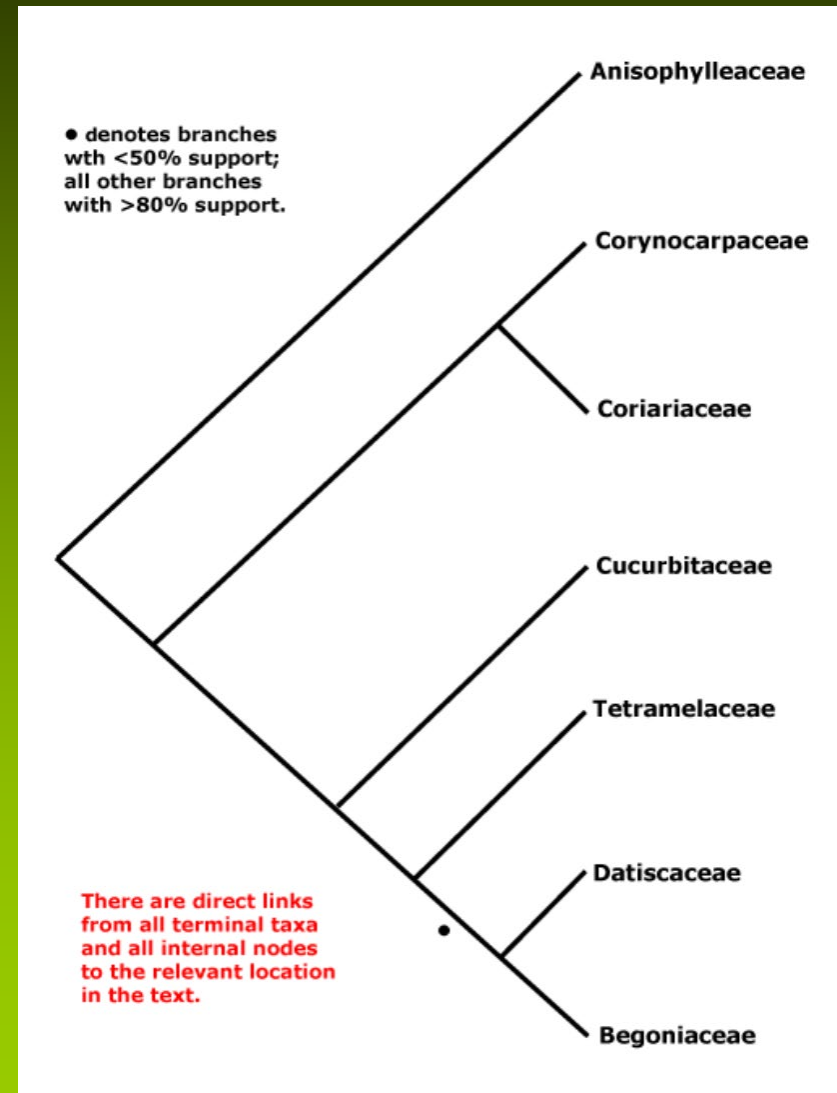 Anisophylleaceae
● denotes branches
wth <50% support;
all other branches
with >80% support.
Corynocarpaceae
Coriariaceae
Cucurbitaceae
Tetramelaceae
Datiscaceae
There are direct links
from all terminal taxa
and all internal nodes
to the relevant location
in the text.
Begoniaceae